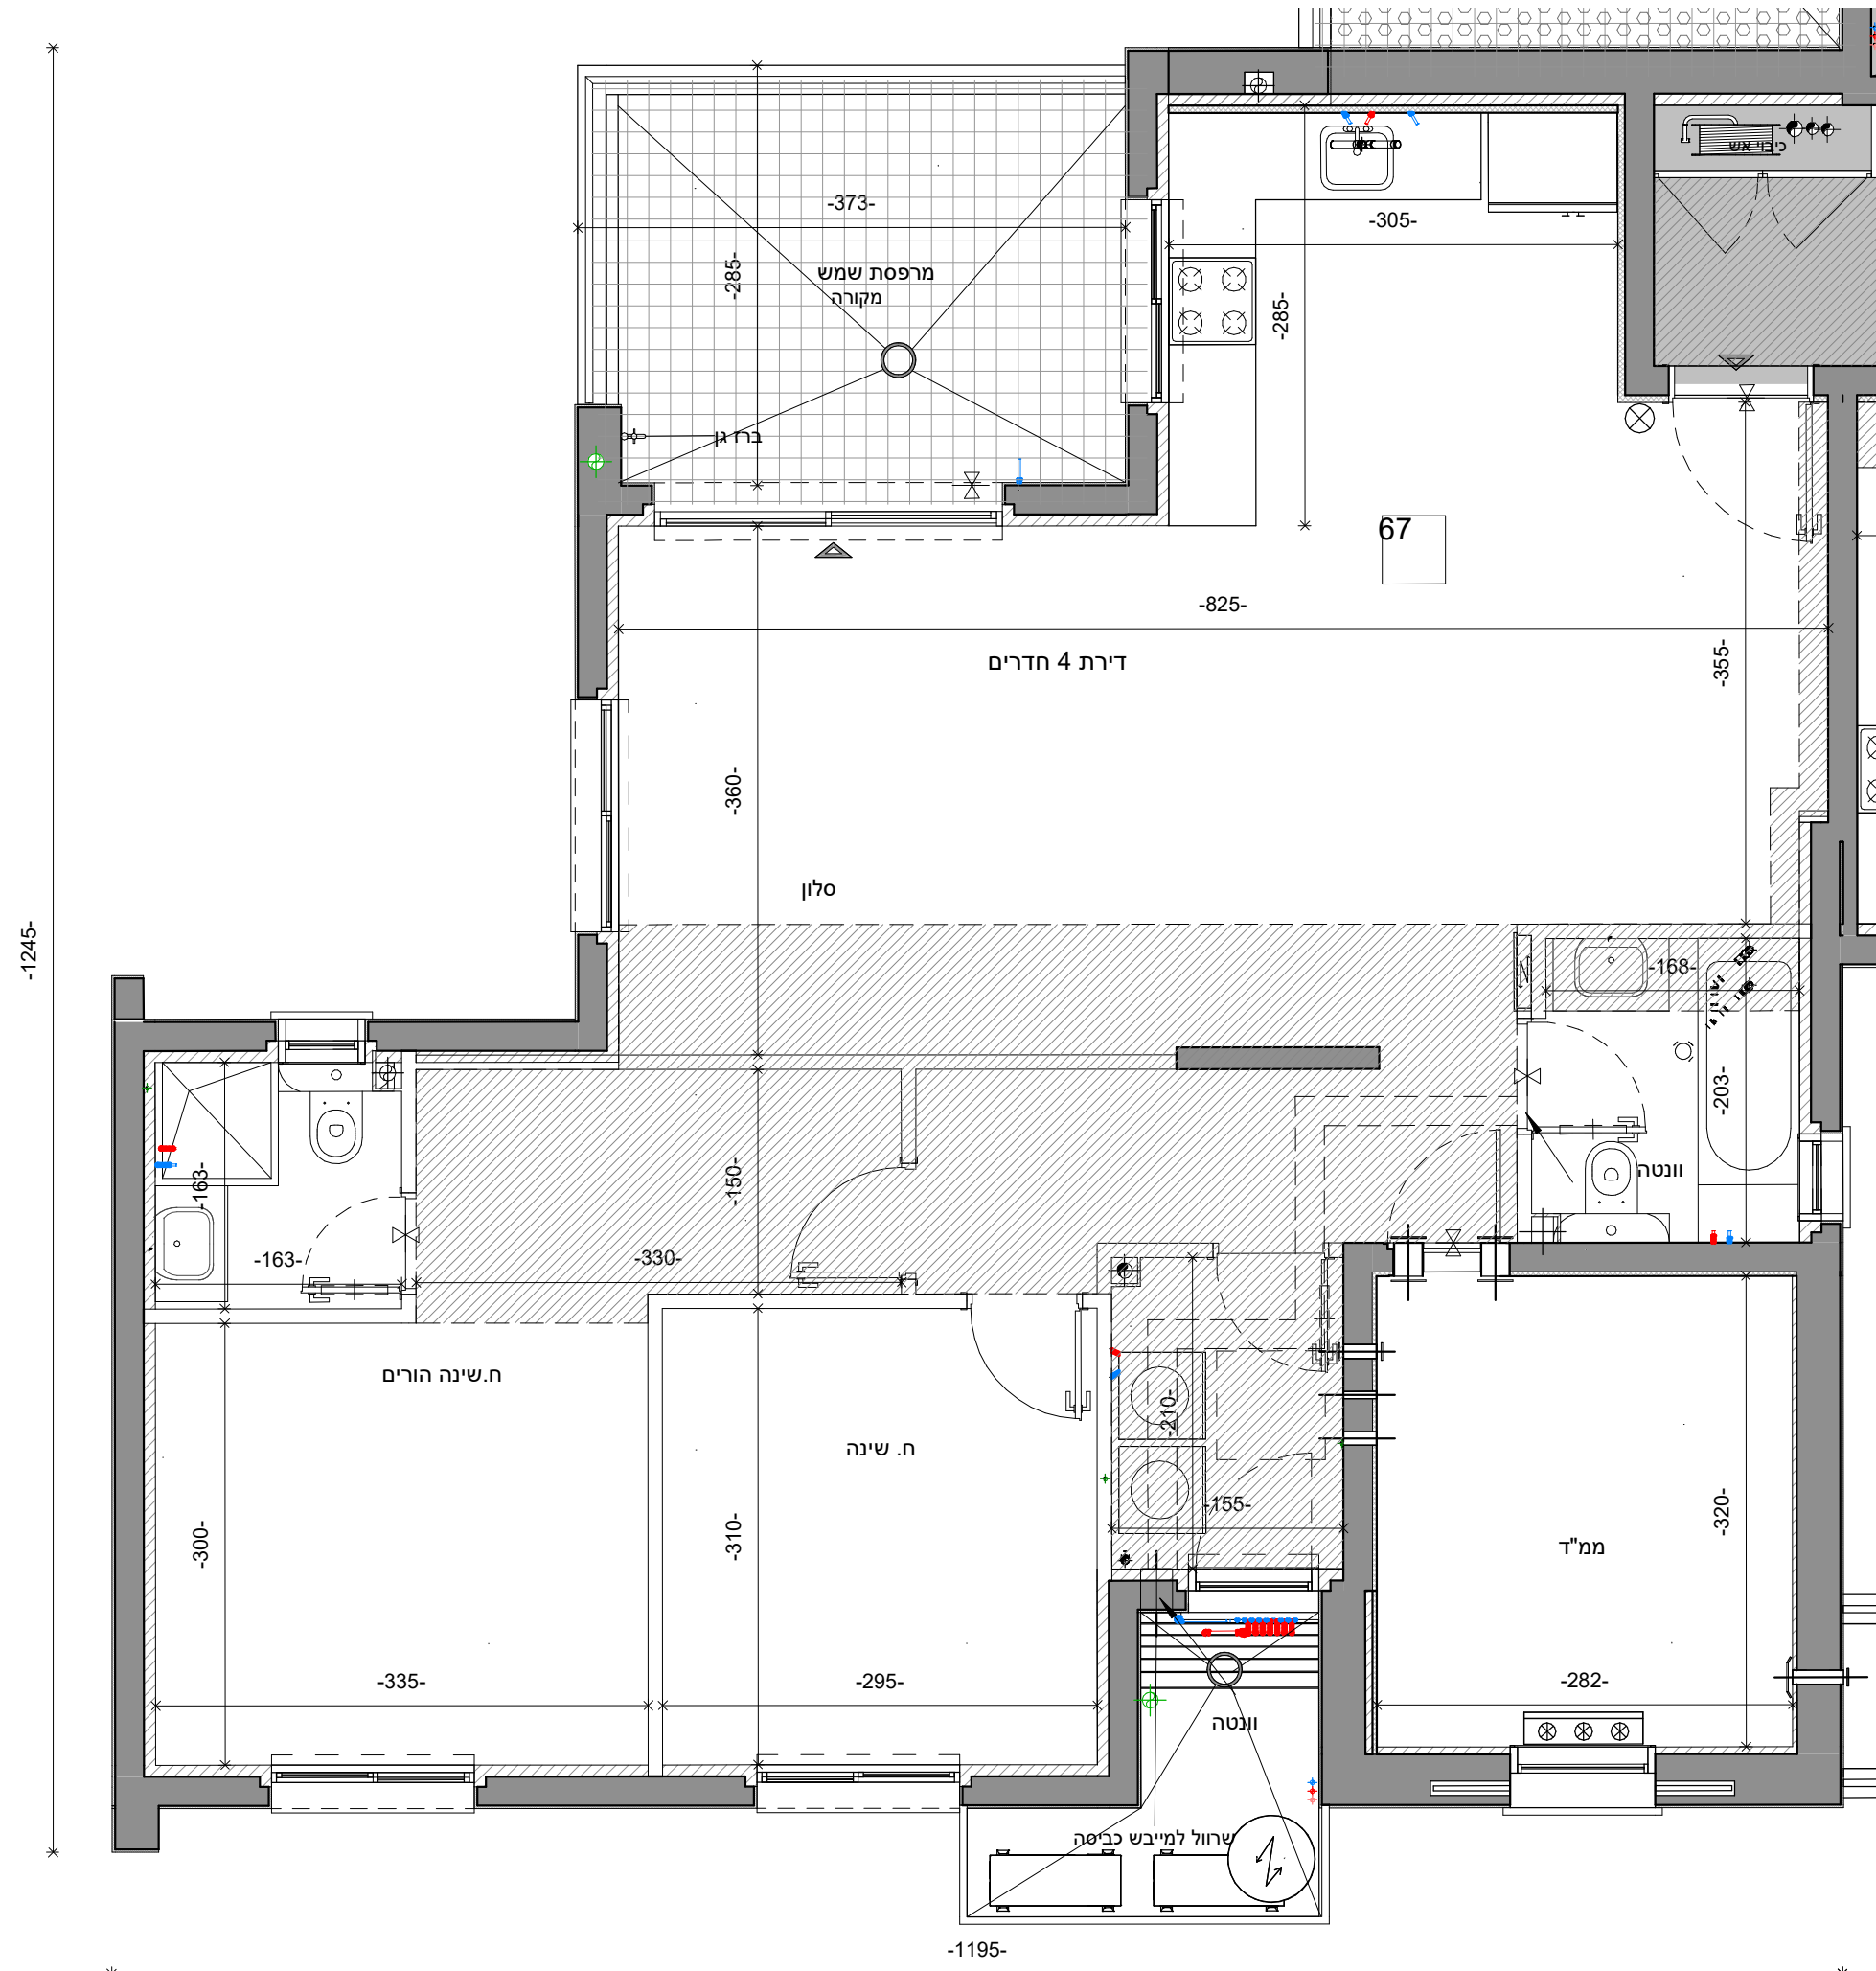 כיבוי אש
-373-
-305-
-285-
מרפסת שמש
מקורה
-285-
ברז גן
67
-825-
דירת 4 חדרים
-355-
-360-
סלון
-1245-
-168-
-203-
וונטה
-163-
-150-
-163-
-330-
ח.שינה הורים
ח. שינה
-210-
-155-
-300-
-310-
ממ"ד
-320-
-335-
-295-
-282-
וונטה
שרוול למייבש כביסה
-1195-